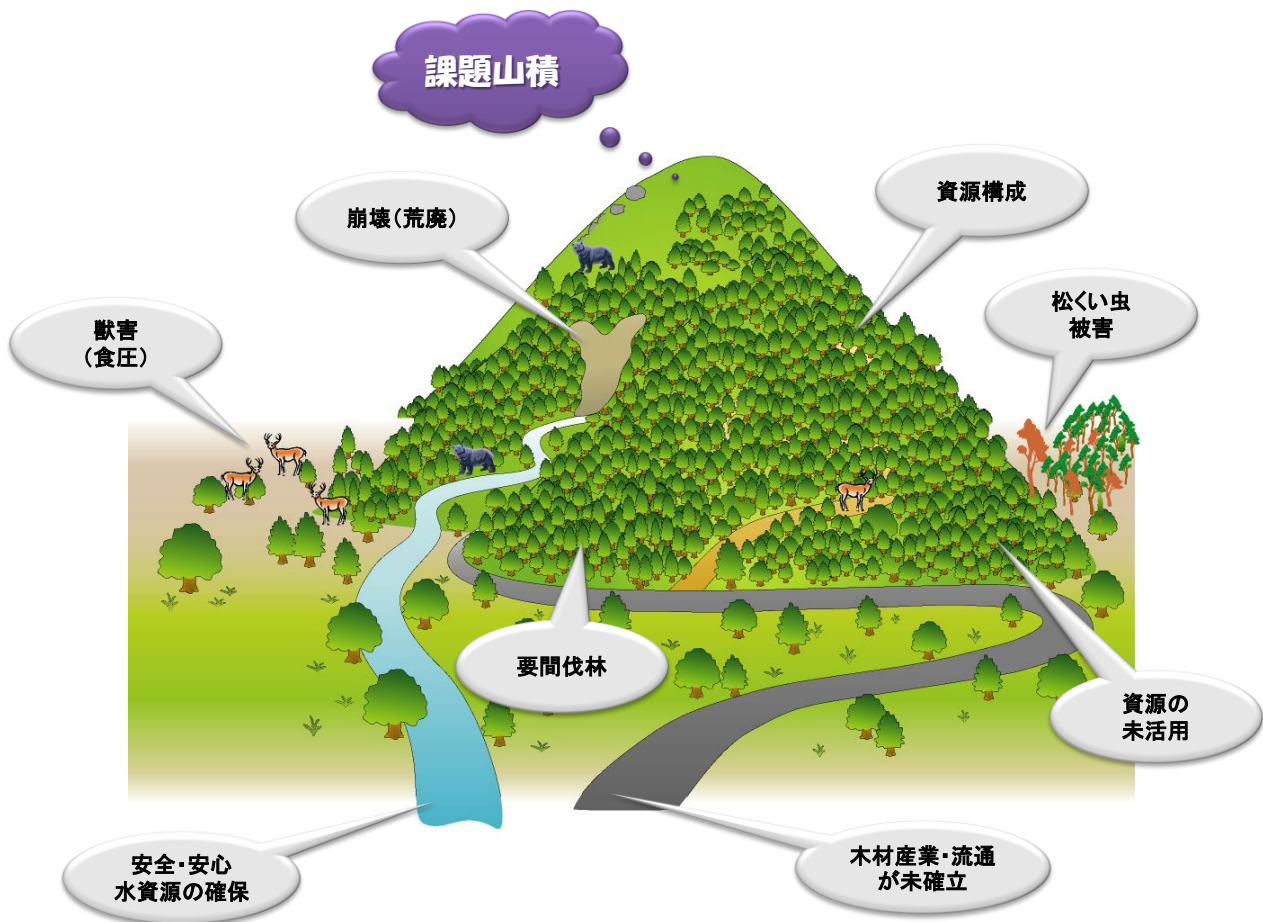 課題山積
崩壊（荒廃）
資源構成
松くい虫
被害
獣害
（食圧）
要間伐林
資源の
未活用
安全・安心
水資源の確保
木材産業・流通
が未確立